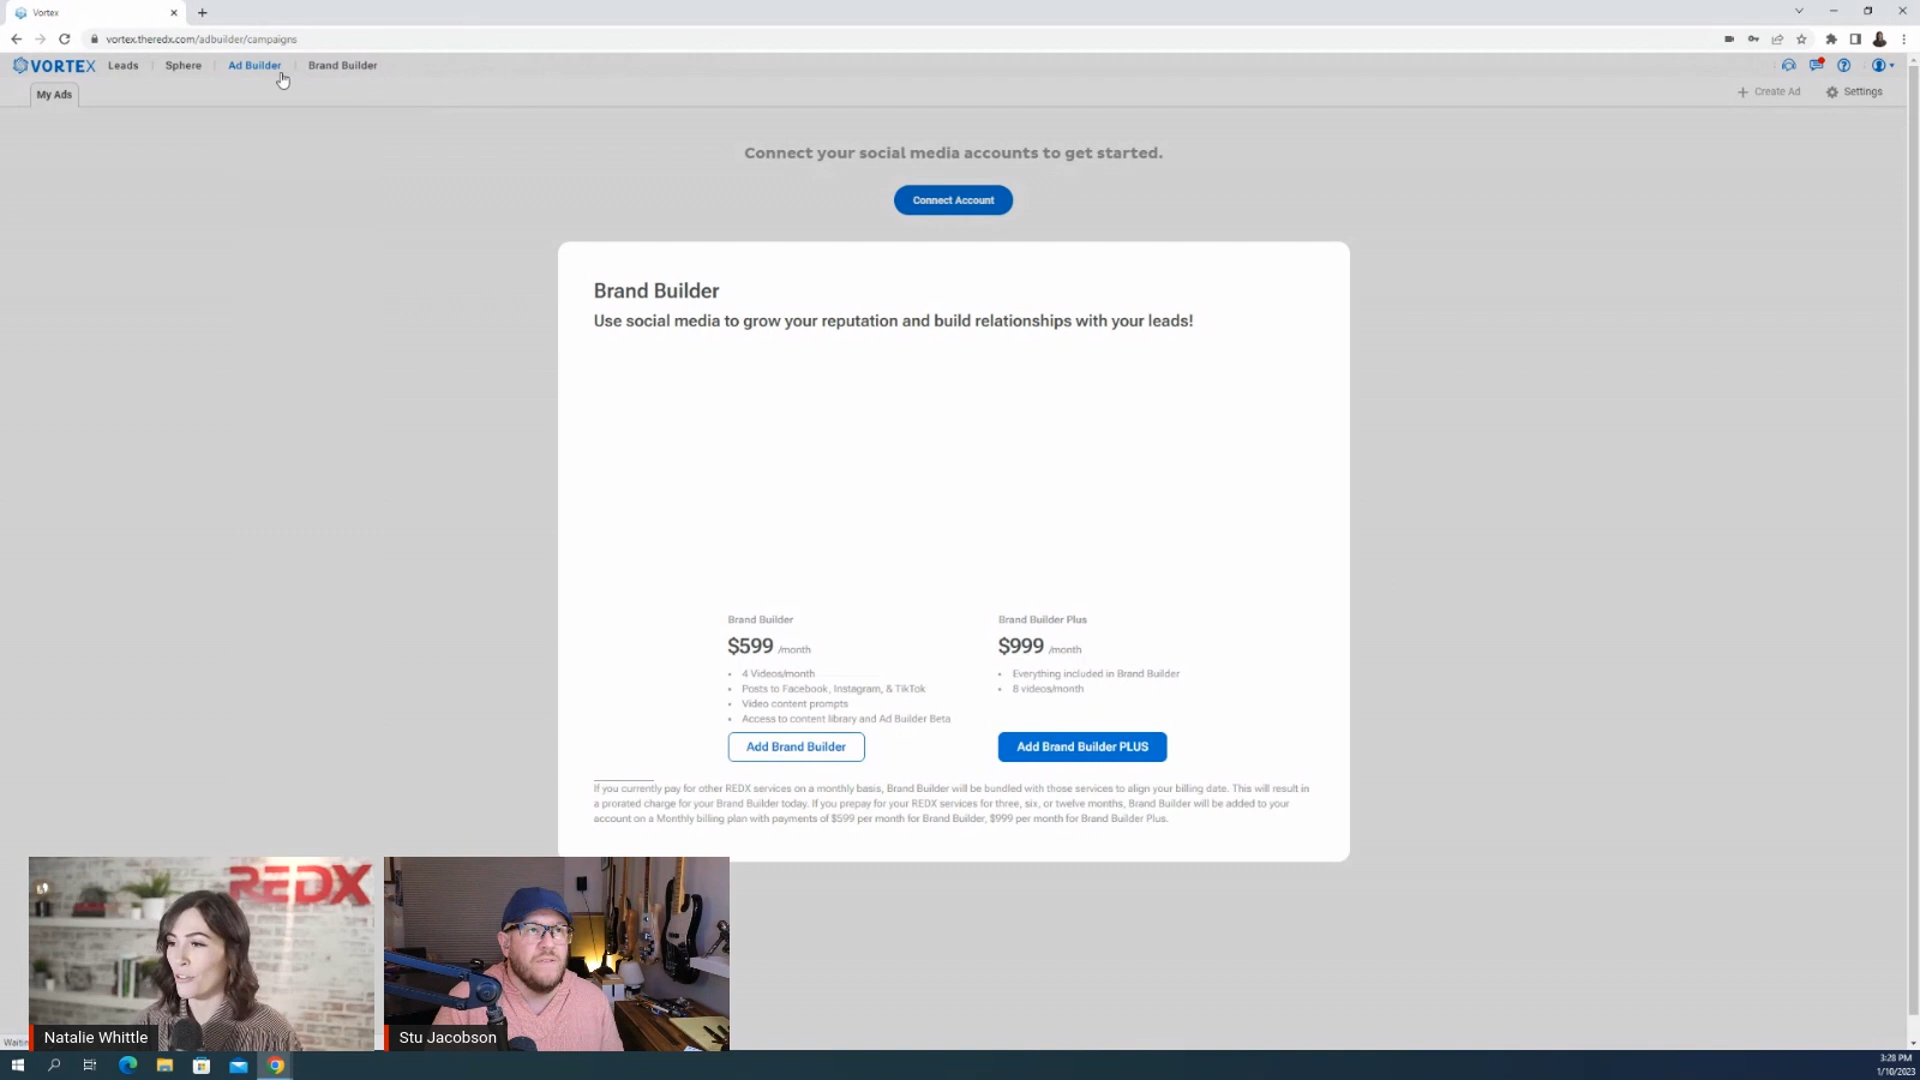 Vortex
vortex.theredx.com/adbuilder/campaigns
VORTEX
Leads
Sphere
Ad Builder
Brand Builder
My Ads
Create Ad
Settings
Connect your social media accounts to get started.
Connect Account
Brand Builder
Use social media to grow your reputation and build relationships with your leads!
Brand Builder
$599 /month
• 4 Videos/month
• Posts to Facebook, Instagram, & TikTok
• Video content prompts
• Access to content library and Ad Builder Beta
Add Brand Builder
Brand Builder Plus
$999 /month
• Everything included in Brand Builder
• 8 videos/month
Add Brand Builder PLUS
If you currently pay for other REDX services on a monthly basis, Brand Builder will be bundled with those services to align your billing date. This will result in
a prorated charge for your Brand Builder today. If you prepay for your REDX services for three, six, or twelve months, Brand Builder will be added to your
account on a Monthly billing plan with payments of $599 per month for Brand Builder, $999 per month for Brand Builder Plus.
REDX
Natalie Whittle
Stu Jacobson
3:28 PM
1/10/2023